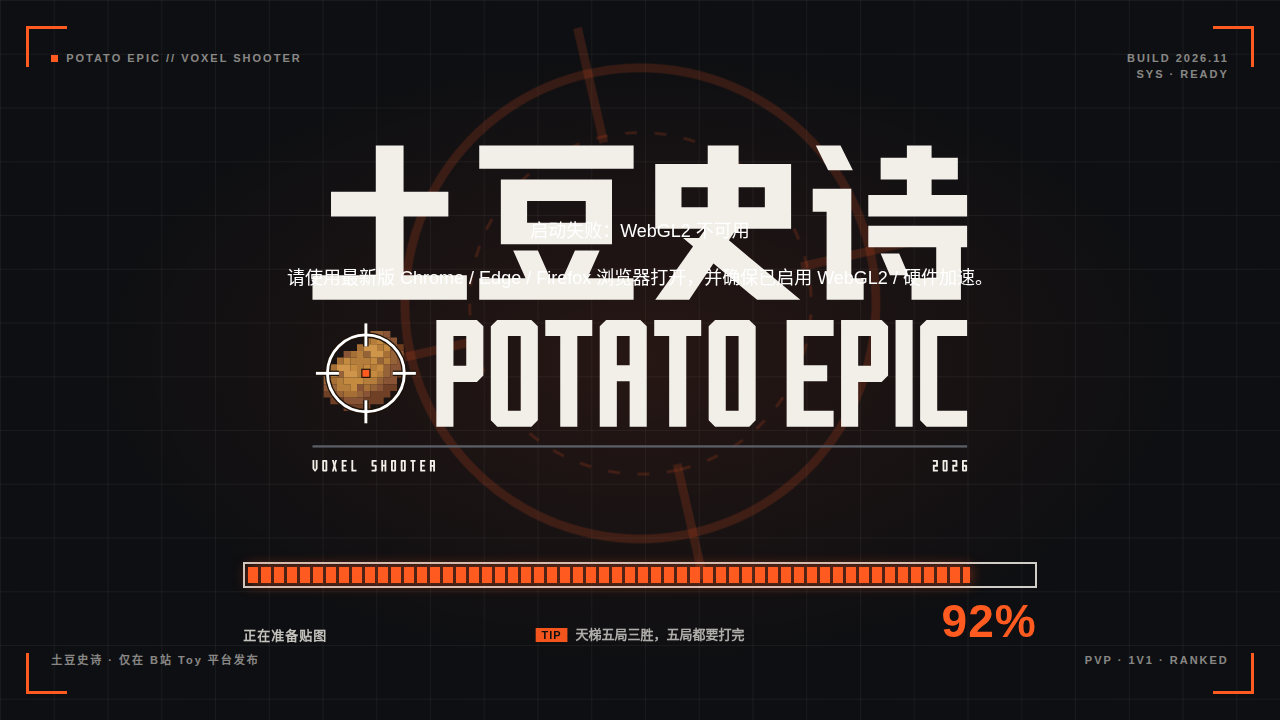 POTATO EPIC // VOXEL SHOOTER
BUILD 2026.11
SYS · READY
土豆史诗
启动失败：WebGL2 不可用
请使用最新版 Chrome / Edge / Firefox 浏览器打开，并确保已启用 WebGL2 / 硬件加速。
POTATO EPIC
VOXEL SHOOTER
2026
92%
正在准备贴图
TIP 天梯五局三胜，五局都要打完
土豆史诗 · 仅在 B站 Toy 平台发布
PVP · 1V1 · RANKED